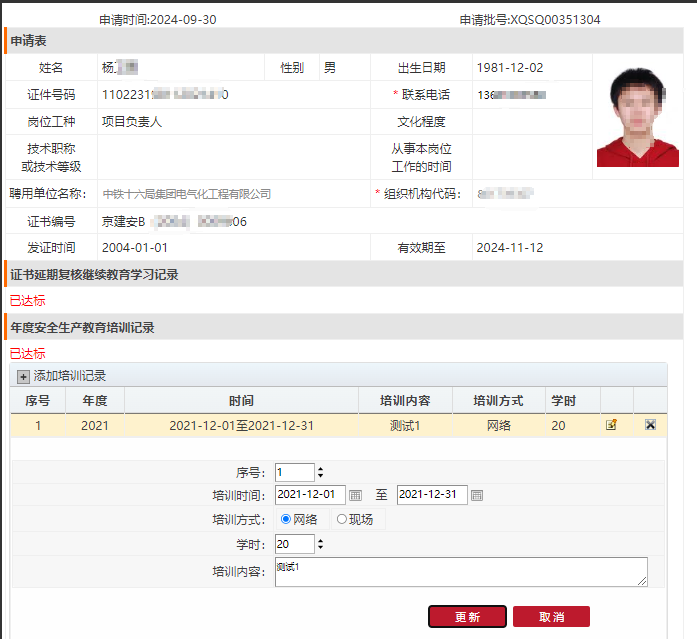 申请时间:2024-09-30 申请批号:XQSQ00351304
申请表
姓名 杨 性别 男 出生日期 1981-12-02
证件号码 1102231 0 * 联系电话 136
岗位工种 项目负责人 文化程度
技术职称
或技术等级
从事本岗位
工作的时间
聘用单位名称: 中铁十六局集团电气化工程有限公司 * 组织机构代码: 8
证书编号 京建安B 06
发证时间 2004-01-01 有效期至 2024-11-12
证书延期复核继续教育学习记录
已达标
年度安全生产教育培训记录
已达标
添加培训记录
序号 年度 时间 培训内容 培训方式 学时
1 2021 2021-12-01至2021-12-31 测试1 网络 20
序号: 1
培训时间: 2021-12-01 至 2021-12-31
培训方式: 网络 现场
学时: 20
培训内容: 测试1
更 新 取 消